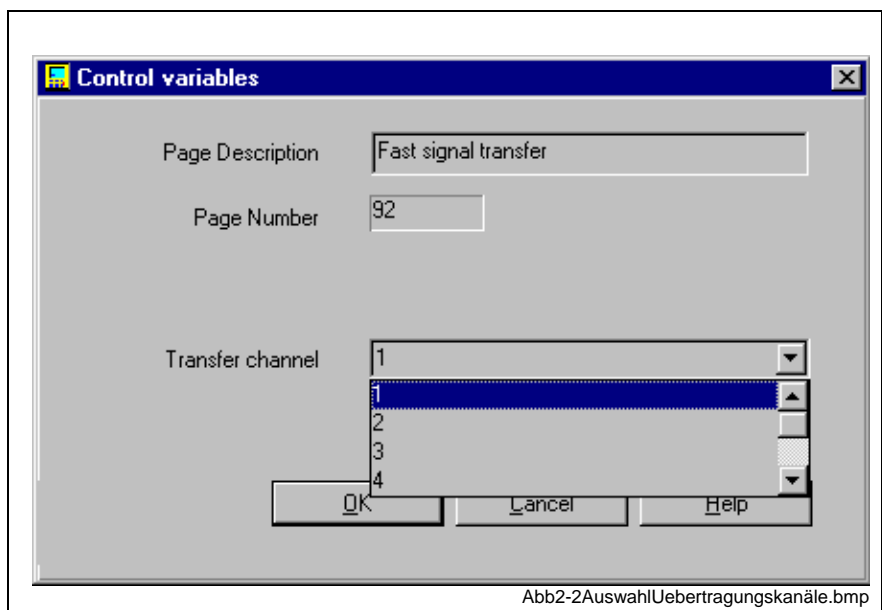 Control variables
Page Description Fast signal transfer
Page Number 92
Transfer channel 1
1
2
3
4
OK Cancel Help
Abb2-2AuswahlUebertragungskanäle.bmp